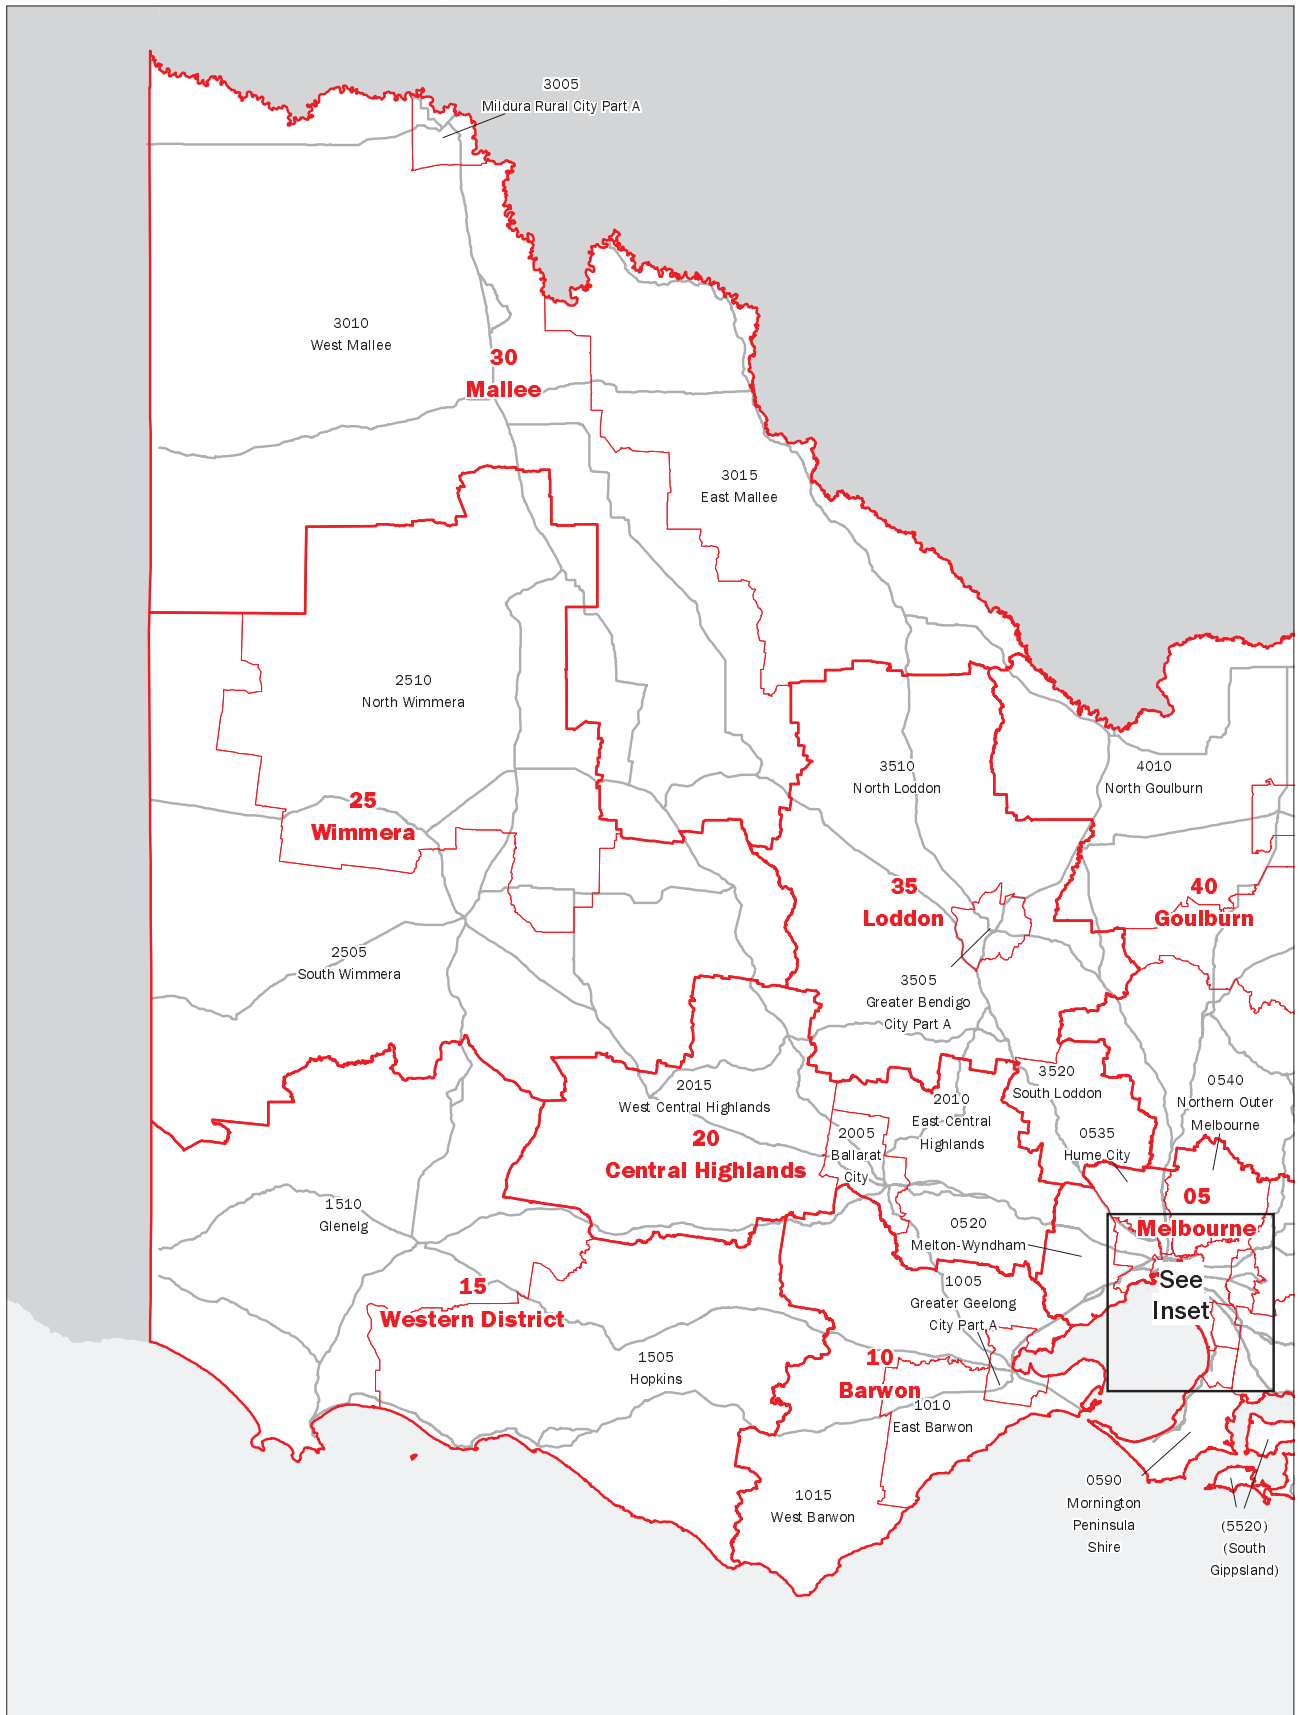 3005
Mildura Rural City Part A
3010
West Mallee
30
Mallee
3015
East Mallee
2510
North Wimmera
3510
North Loddon
4010
North Goulburn
25
Wimmera
35
Loddon
40
Goulburn
2505
South Wimmera
3505
Greater Bendigo
City Part A
2015
West Central Highlands
2010
East Central
Highlands
3520
South Loddon
0540
Northern Outer
Melbourne
20
Central Highlands
2005
Ballarat
City
0535
Hume City
1510
Glenelg
05
Melbourne
0520
Melton-Wyndham
See
Inset
15
Western District
1005
Greater Geelong
City Part A
1505
Hopkins
10
Barwon
1010
East Barwon
1015
West Barwon
0590
Mornington
Peninsula
Shire
(5520)
(South
Gippsland)